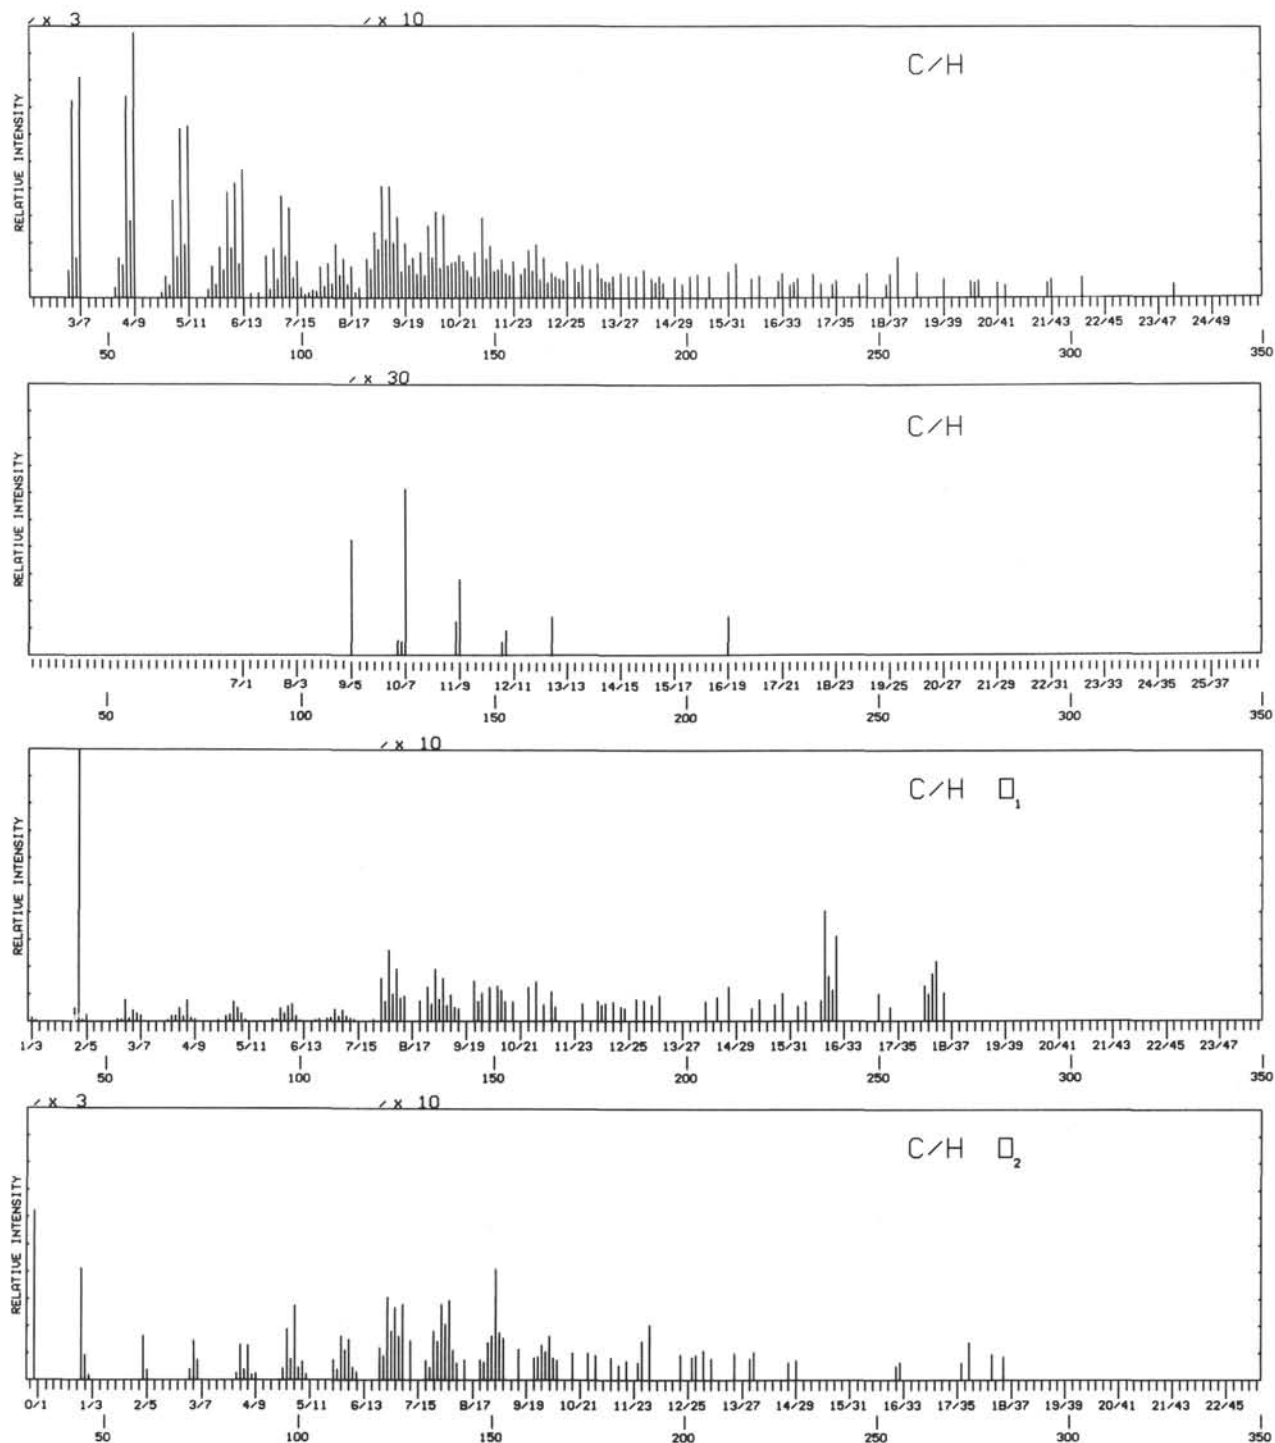 / x 3 / x 10
C/H
RELATIVE INTENSITY
3/7 4/9 5/11 6/13 7/15 8/17 9/19 10/21 11/23 12/25 13/27 14/29 15/31 16/33 17/35 18/37 19/39 20/41 21/43 22/45 23/47 24/49
50 100 150 200 250 300 350
/ x 30
C/H
RELATIVE INTENSITY
7/1 8/3 9/5 10/7 11/9 12/11 13/13 14/15 15/17 16/19 17/21 18/23 19/25 20/27 21/29 22/31 23/33 24/35 25/37
50 100 150 200 250 300 350
/ x 10
C/H O₁
RELATIVE INTENSITY
1/3 2/5 3/7 4/9 5/11 6/13 7/15 8/17 9/19 10/21 11/23 12/25 13/27 14/29 15/31 16/33 17/35 18/37 19/39 20/41 21/43 22/45 23/47
50 100 150 200 250 300 350
/ x 3 / x 10
C/H O₂
RELATIVE INTENSITY
0/1 1/3 2/5 3/7 4/9 5/11 6/13 7/15 8/17 9/19 10/21 11/23 12/25 13/27 14/29 15/31 16/33 17/35 18/37 19/39 20/41 21/43 22/45
50 100 150 200 250 300 350